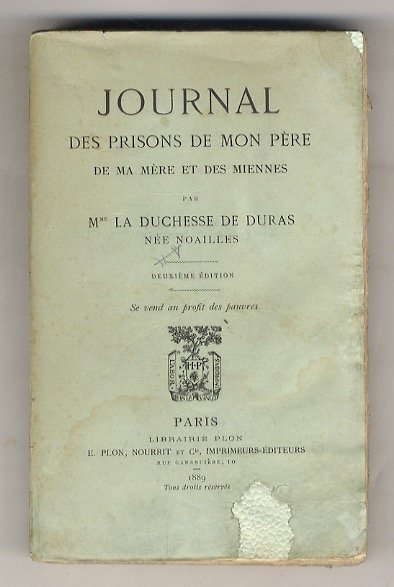 JOURNAL
DES PRISONS DE MON PÈRE
DE MA MÈRE ET DES MIENNES
PAR
Mme LA DUCHESSE DE DURAS
NÉE NOAILLES
DEUXIÈME ÉDITION
Se vend au profit des pauvres
LABOR
H·P
PARIS
LIBRAIRIE PLON
E. PLON, NOURRIT ET Cie, IMPRIMEURS-ÉDITEURS
RUE GARANCIÈRE, 10
1889
Tous droits réservés